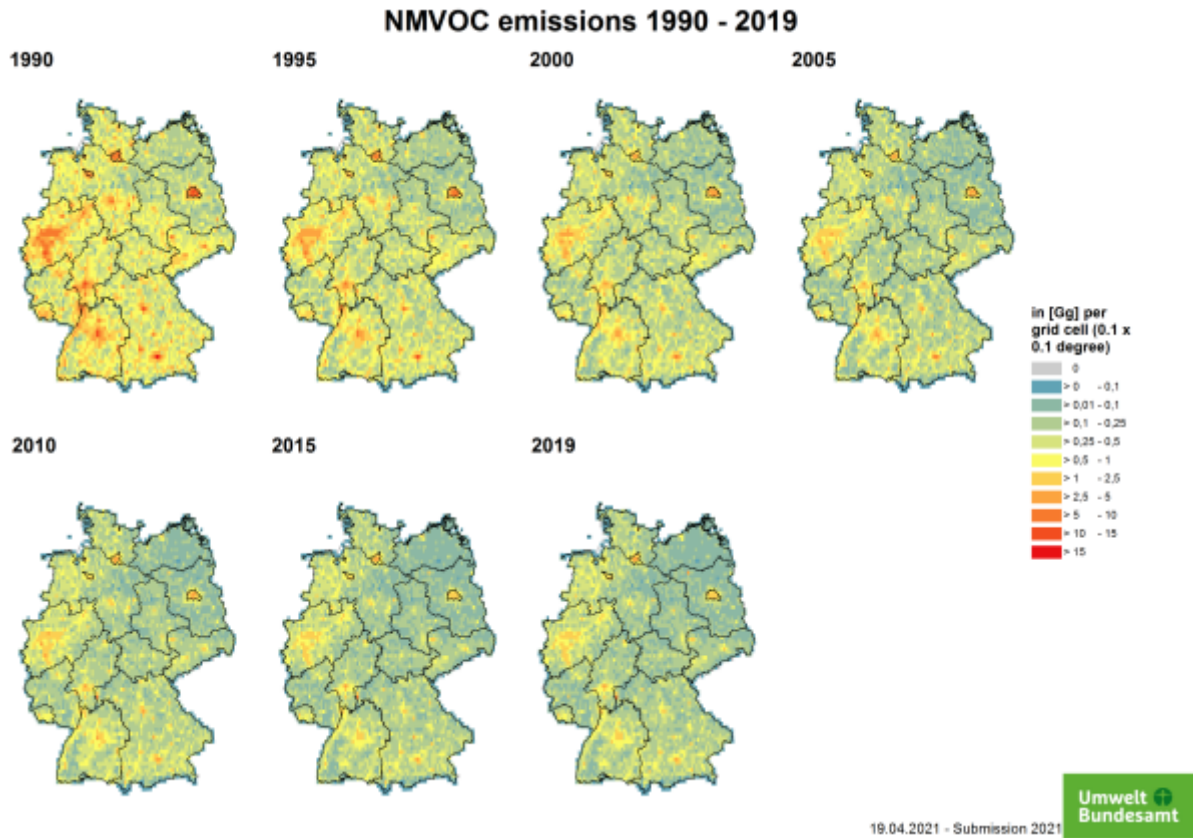 NMVOC emissions 1990 - 2019
1990
1995
2000
2005
in [Gg] per
grid cell (0.1 x
0.1 degree)
0
> 0 - 0,1
> 0,01 - 0,1
> 0,1 - 0,25
> 0,25 - 0,5
> 0,5 - 1
> 1 - 2,5
> 2,5 - 5
> 5 - 10
> 10 - 15
> 15
2010
2015
2019
19.04.2021 - Submission 2021
Umwelt
Bundesamt